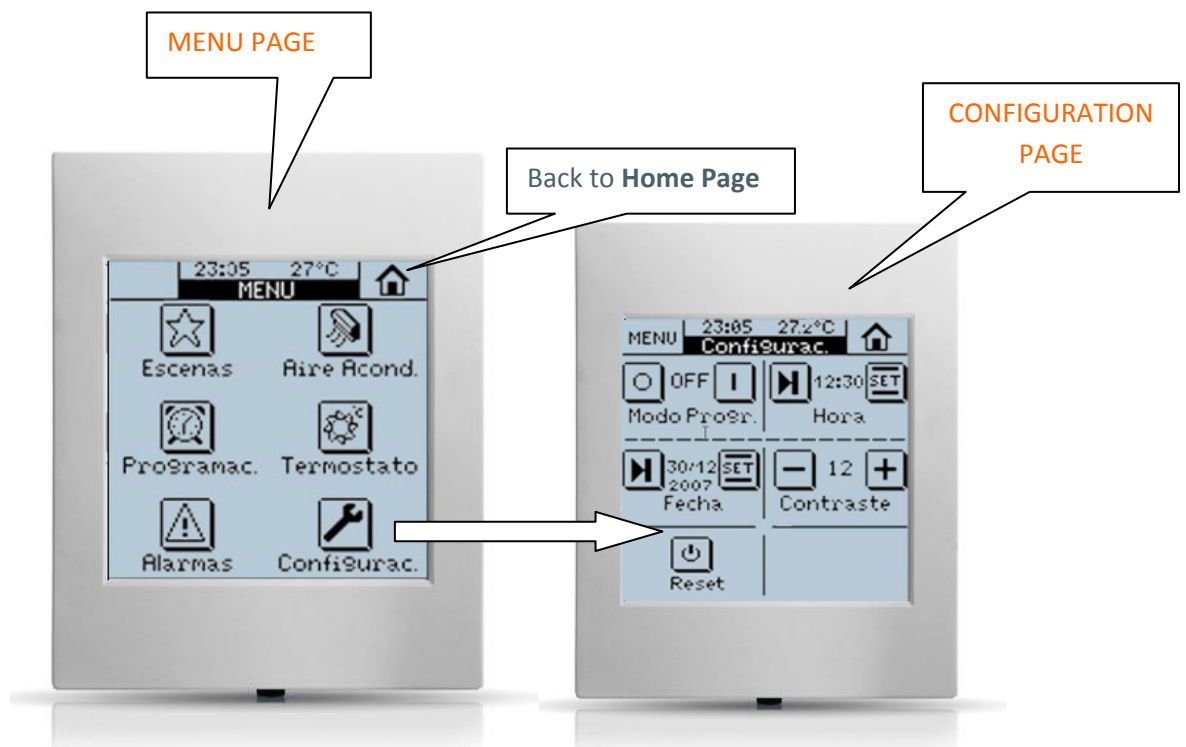 MENU PAGE
CONFIGURATION
PAGE
Back to Home Page
23:05 27°C
MENU
Escenas Aire Acond.
Programac. Termostato
Alarmas Configurac.
MENU 23:05 27.2°C
Configurac.
OFF 12:30 SET
Modo Progr. Hora
30/12 SET 12
2007
Fecha Contraste
Reset